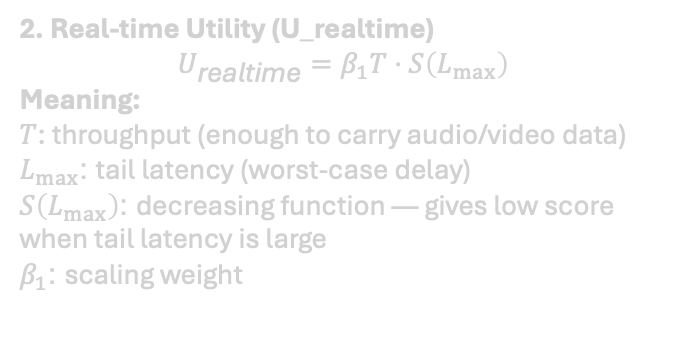 2. Real-time Utility (U_realtime)
U_realtime = β₁T · S(L_max)
Meaning:
T: throughput (enough to carry audio/video data)
L_max: tail latency (worst-case delay)
S(L_max): decreasing function — gives low score
when tail latency is large
β₁: scaling weight